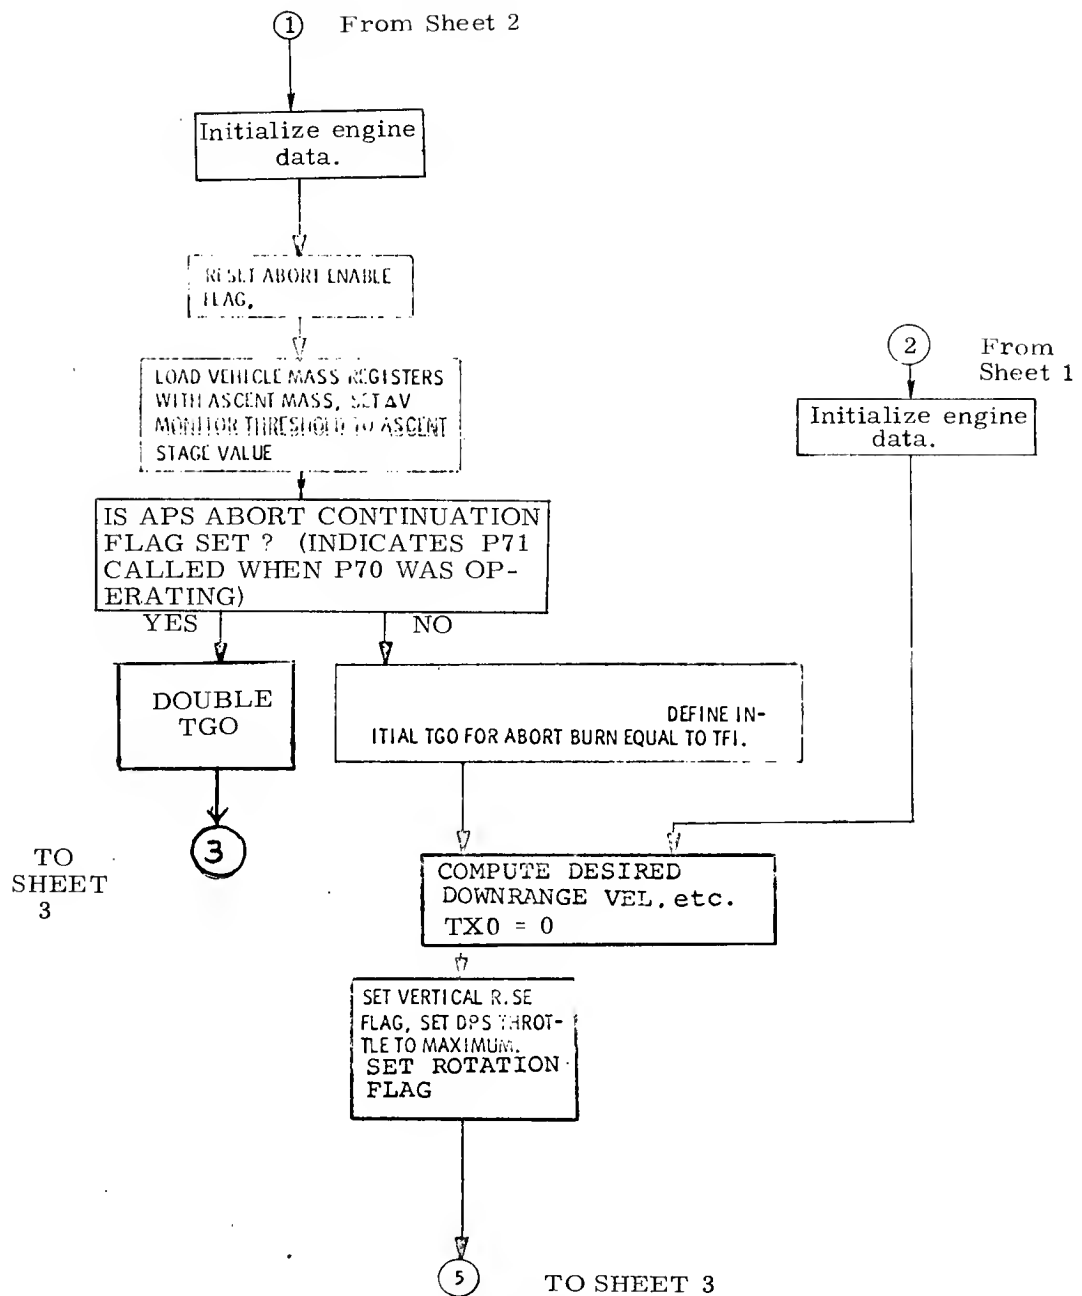 1 From Sheet 2
Initialize engine
data.
RESET ABORT ENABLE
FLAG.
LOAD VEHICLE MASS REGISTERS
WITH ASCENT MASS, SET ΔV
MONITOR THRESHOLD TO ASCENT
STAGE VALUE
2 From
Sheet 1
Initialize engine
data.
IS APS ABORT CONTINUATION
FLAG SET ? (INDICATES P71
CALLED WHEN P70 WAS OP-
ERATING)
YES NO
DOUBLE
TGO
DEFINE IN-
ITIAL TGO FOR ABORT BURN EQUAL TO TFI.
3
TO
SHEET
3
COMPUTE DESIRED
DOWNRANGE VEL. etc.
TX0 = 0
SET VERTICAL R.SE
FLAG, SET DPS THROT-
TLE TO MAXIMUM.
SET ROTATION
FLAG
5 TO SHEET 3